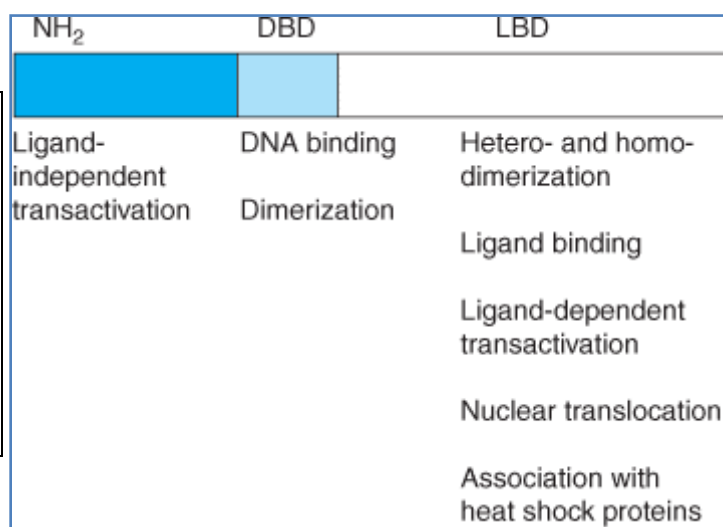 NH₂ DBD LBD
Ligand-
independent
transactivation
DNA binding
Dimerization
Hetero- and homo-
dimerization
Ligand binding
Ligand-dependent
transactivation
Nuclear translocation
Association with
heat shock proteins